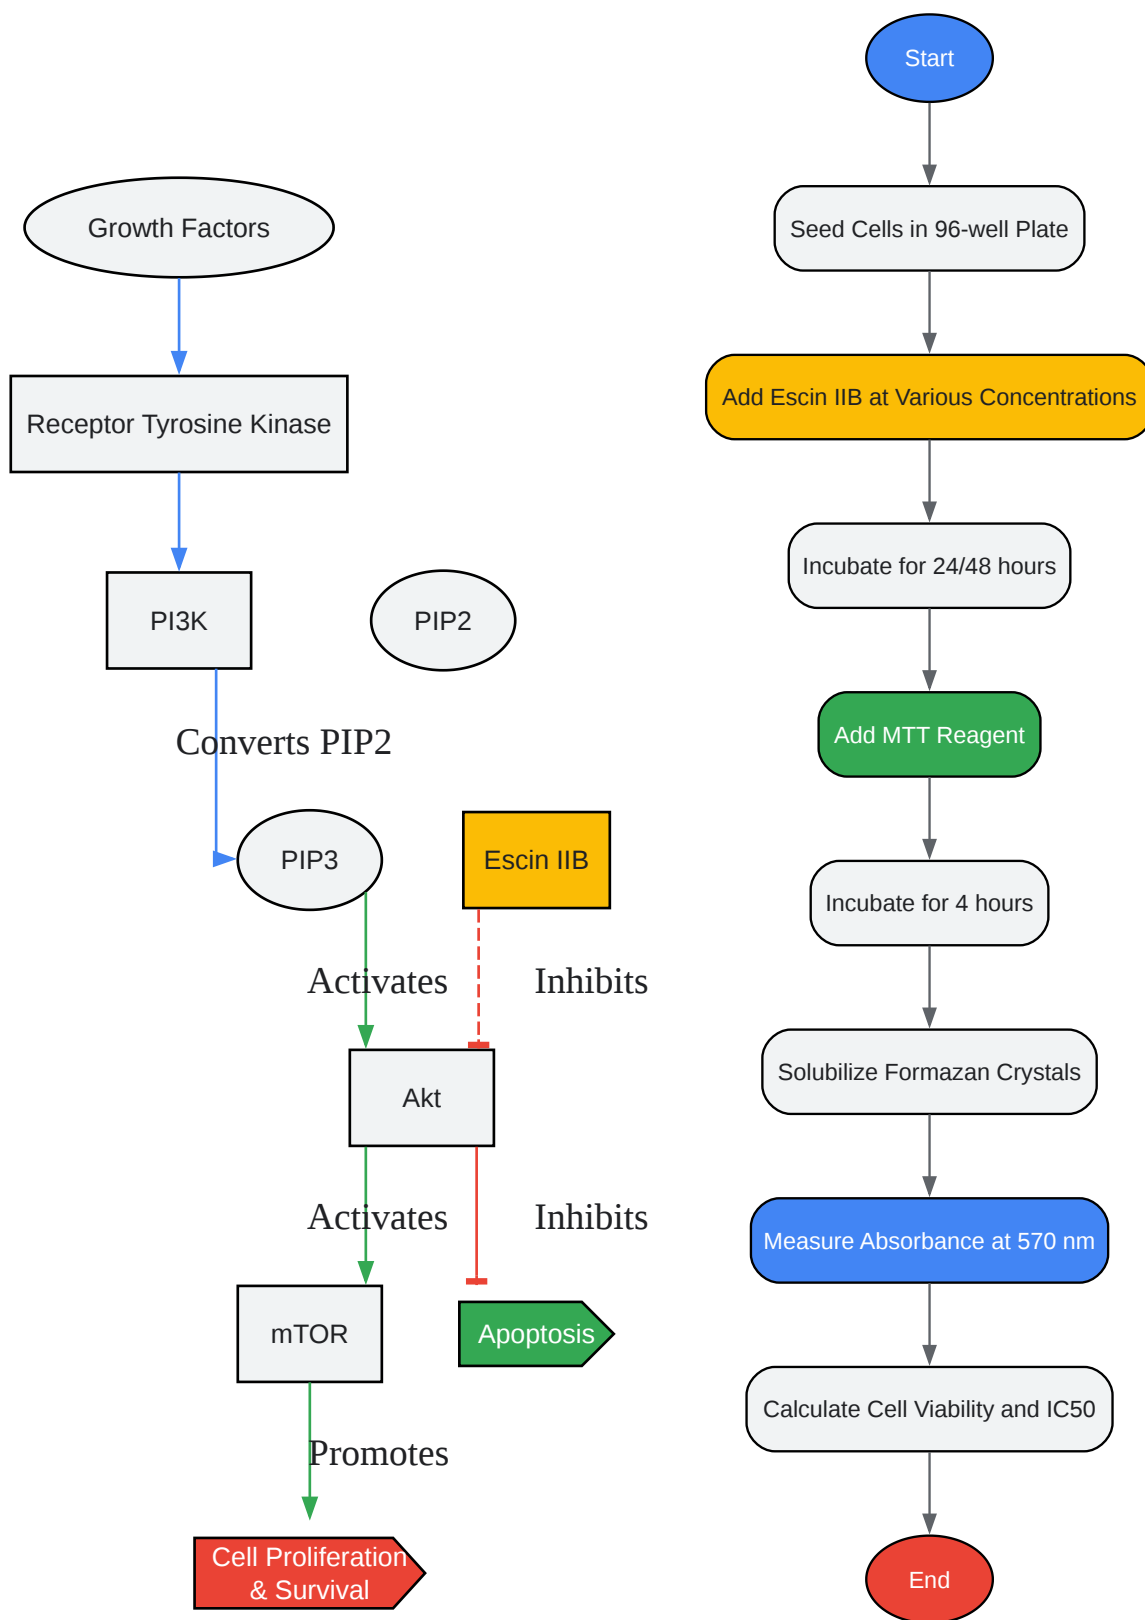 Growth Factors
Receptor Tyrosine Kinase
PI3K
PIP2
Converts PIP2
PIP3
Escin IIB
Activates
Inhibits
Akt
Activates
Inhibits
mTOR
Apoptosis
Promotes
Cell Proliferation
& Survival
Start
Seed Cells in 96-well Plate
Add Escin IIB at Various Concentrations
Incubate for 24/48 hours
Add MTT Reagent
Incubate for 4 hours
Solubilize Formazan Crystals
Measure Absorbance at 570 nm
Calculate Cell Viability and IC50
End